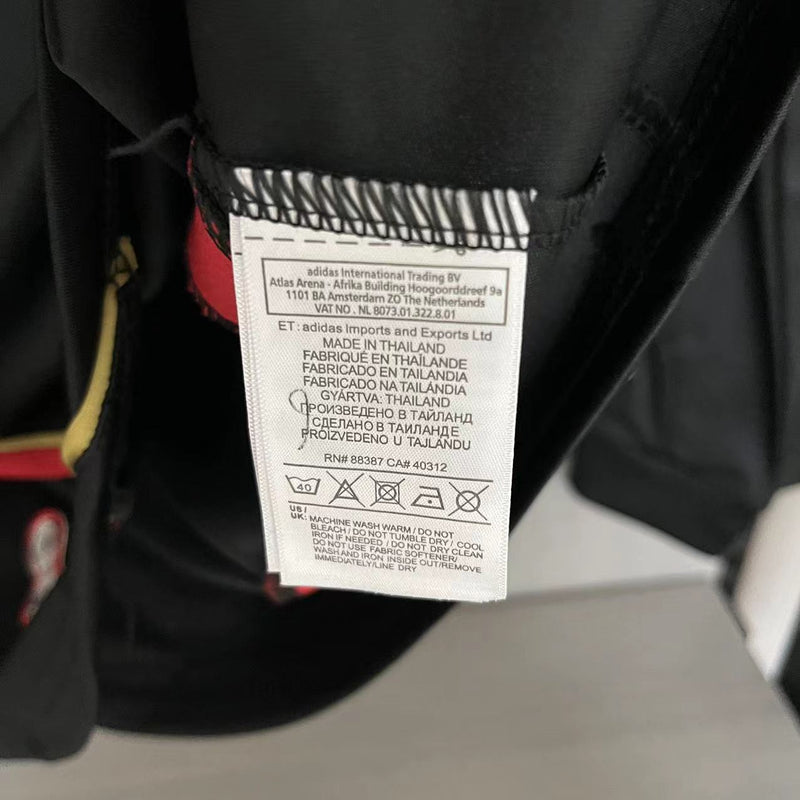 adidas International Trading BV
Atlas Arena - Afrika Building Hoogoorddreef 9a
1101 BA Amsterdam ZO The Netherlands
VAT NO. NL 8073.01.322.8.01
ET: adidas Imports and Exports Ltd
MADE IN THAILAND
FABRIQUÉ EN THAÏLANDE
FABRICADO EN TAILANDIA
FABRICADO NA TAILÁNDIA
GYÁRTVA: THAILAND
ПРОИЗВЕДЕНО В ТАЙЛАНД
СДЕЛАНО В ТАИЛАНДЕ
PROIZVEDENO U TAJLANDU
RN# 88387 CA# 40312
40
US /
UK: MACHINE WASH WARM / DO NOT
BLEACH / DO NOT TUMBLE DRY / COOL
IRON IF NEEDED / DO NOT DRY CLEAN
DO NOT USE FABRIC SOFTENER/
WASH AND IRON INSIDE OUT/REMOVE
IMMEDIATELY/LINE DRY